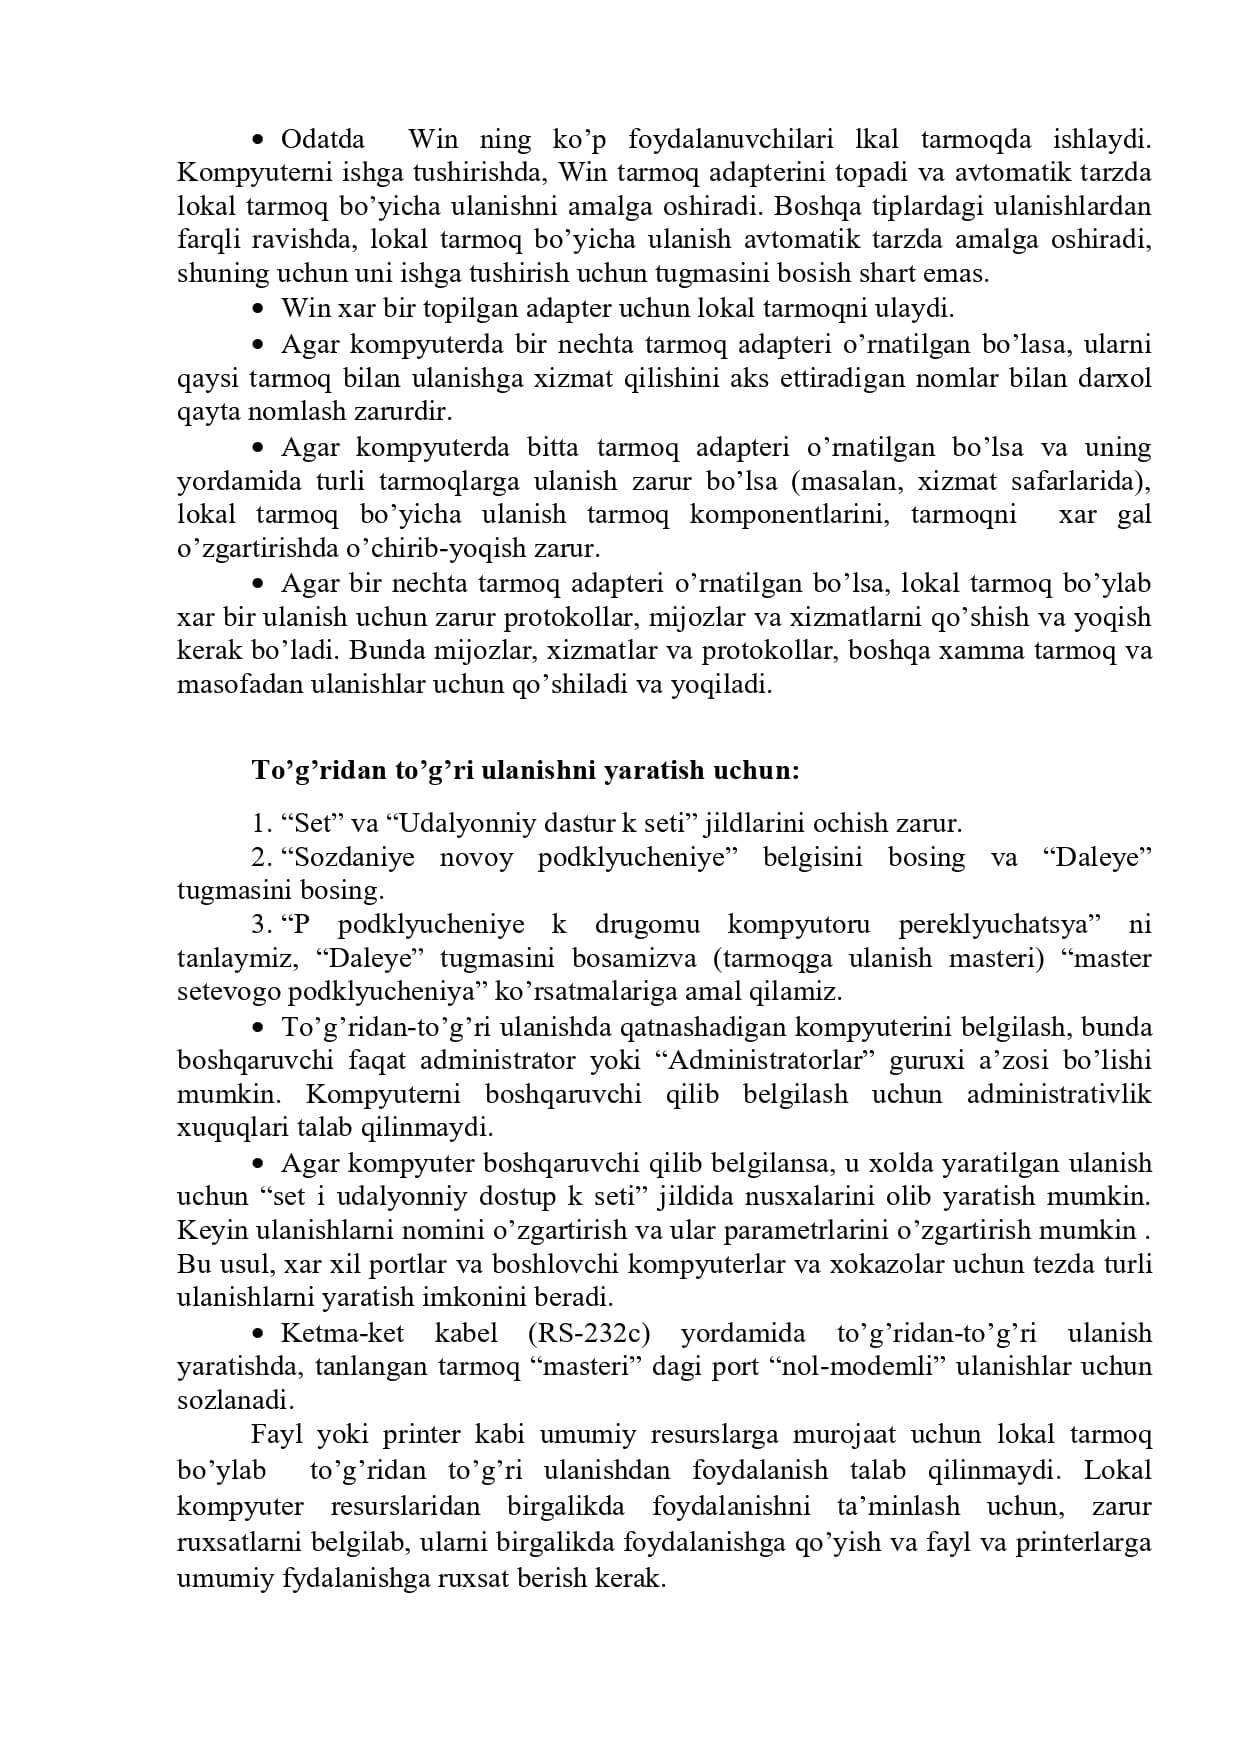 • Odatda Win ning ko’p foydalanuvchilari lkal tarmoqda ishlaydi.
Kompyuterni ishga tushirishda, Win tarmoq adapterini topadi va avtomatik tarzda
lokal tarmoq bo’yicha ulanishni amalga oshiradi. Boshqa tiplardagi ulanishlardan
farqli ravishda, lokal tarmoq bo’yicha ulanish avtomatik tarzda amalga oshiradi,
shuning uchun uni ishga tushirish uchun tugmasini bosish shart emas.
• Win xar bir topilgan adapter uchun lokal tarmoqni ulaydi.
• Agar kompyuterda bir nechta tarmoq adapteri o’rnatilgan bo’lasa, ularni
qaysi tarmoq bilan ulanishga xizmat qilishini aks ettiradigan nomlar bilan darxol
qayta nomlash zarurdir.
• Agar kompyuterda bitta tarmoq adapteri o’rnatilgan bo’lsa va uning
yordamida turli tarmoqlarga ulanish zarur bo’lsa (masalan, xizmat safarlarida),
lokal tarmoq bo’yicha ulanish tarmoq komponentlarini, tarmoqni xar gal
o’zgartirishda o’chirib-yoqish zarur.
• Agar bir nechta tarmoq adapteri o’rnatilgan bo’lsa, lokal tarmoq bo’ylab
xar bir ulanish uchun zarur protokollar, mijozlar va xizmatlarni qo’shish va yoqish
kerak bo’ladi. Bunda mijozlar, xizmatlar va protokollar, boshqa xamma tarmoq va
masofadan ulanishlar uchun qo’shiladi va yoqiladi.
To’g’ridan to’g’ri ulanishni yaratish uchun:
1. “Set” va “Udalyonniy dastur k seti” jildlarini ochish zarur.
2. “Sozdaniye novoy podklyucheniye” belgisini bosing va “Daleye”
tugmasini bosing.
3. “P podklyucheniye k drugomu kompyutoru pereklyuchatsya” ni
tanlaymiz, “Daleye” tugmasini bosamizva (tarmoqga ulanish masteri) “master
setevogo podklyucheniya” ko’rsatmalariga amal qilamiz.
• To’g’ridan-to’g’ri ulanishda qatnashadigan kompyuterini belgilash, bunda
boshqaruvchi faqat administrator yoki “Administratorlar” guruxi a’zosi bo’lishi
mumkin. Kompyuterni boshqaruvchi qilib belgilash uchun administrativlik
xuquqlari talab qilinmaydi.
• Agar kompyuter boshqaruvchi qilib belgilansa, u xolda yaratilgan ulanish
uchun “set i udalyonniy dostup k seti” jildida nusxalarini olib yaratish mumkin.
Keyin ulanishlarni nomini o’zgartirish va ular parametrlarini o’zgartirish mumkin .
Bu usul, xar xil portlar va boshlovchi kompyuterlar va xokazolar uchun tezda turli
ulanishlarni yaratish imkonini beradi.
• Ketma-ket kabel (RS-232c) yordamida to’g’ridan-to’g’ri ulanish
yaratishda, tanlangan tarmoq “masteri” dagi port “nol-modemli” ulanishlar uchun
sozlanadi.
Fayl yoki printer kabi umumiy resurslarga murojaat uchun lokal tarmoq
bo’ylab to’g’ridan to’g’ri ulanishdan foydalanish talab qilinmaydi. Lokal
kompyuter resurslaridan birgalikda foydalanishni ta’minlash uchun, zarur
ruxsatlarni belgilab, ularni birgalikda foydalanishga qo’yish va fayl va printerlarga
umumiy fydalanishga ruxsat berish kerak.